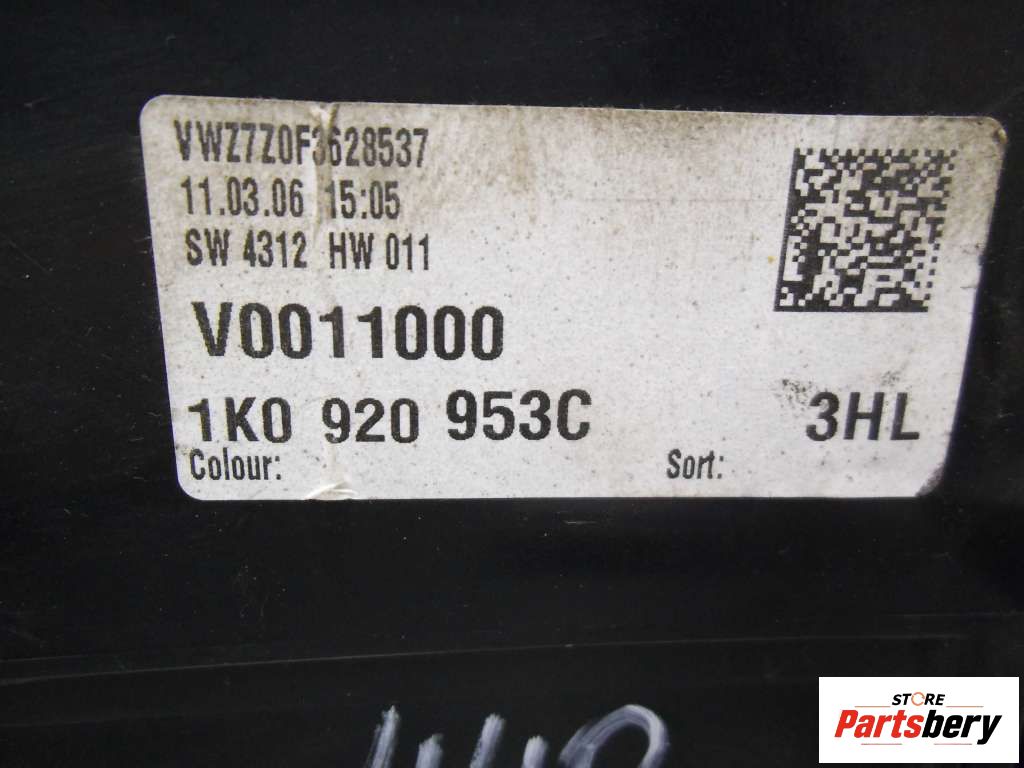 VWZ7Z0F3628537
11.03.06 15:05
SW 4312 HW 011
V0011000
1K0 920 953C 3HL
Colour: Sort:
STORE
Partsbery